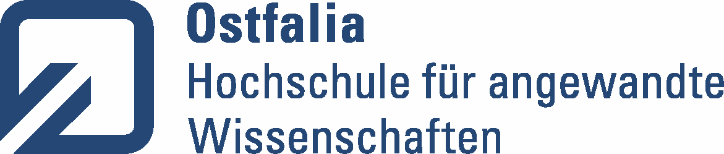 Ostfalia
Hochschule für angewandte
Wissenschaften